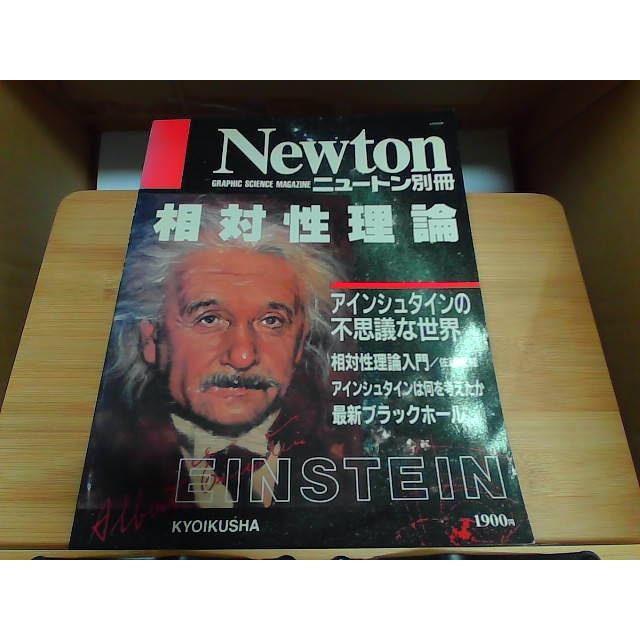 Newton
GRAPHIC SCIENCE MAGAZINE ニュートン別冊
相対性理論
アインシュタインの
不思議な世界
相対性理論入門/佐
アインシュタインは何を考えたか
最新ブラックホール
EINSTEIN
Albert
KYOIKUSHA
1900円